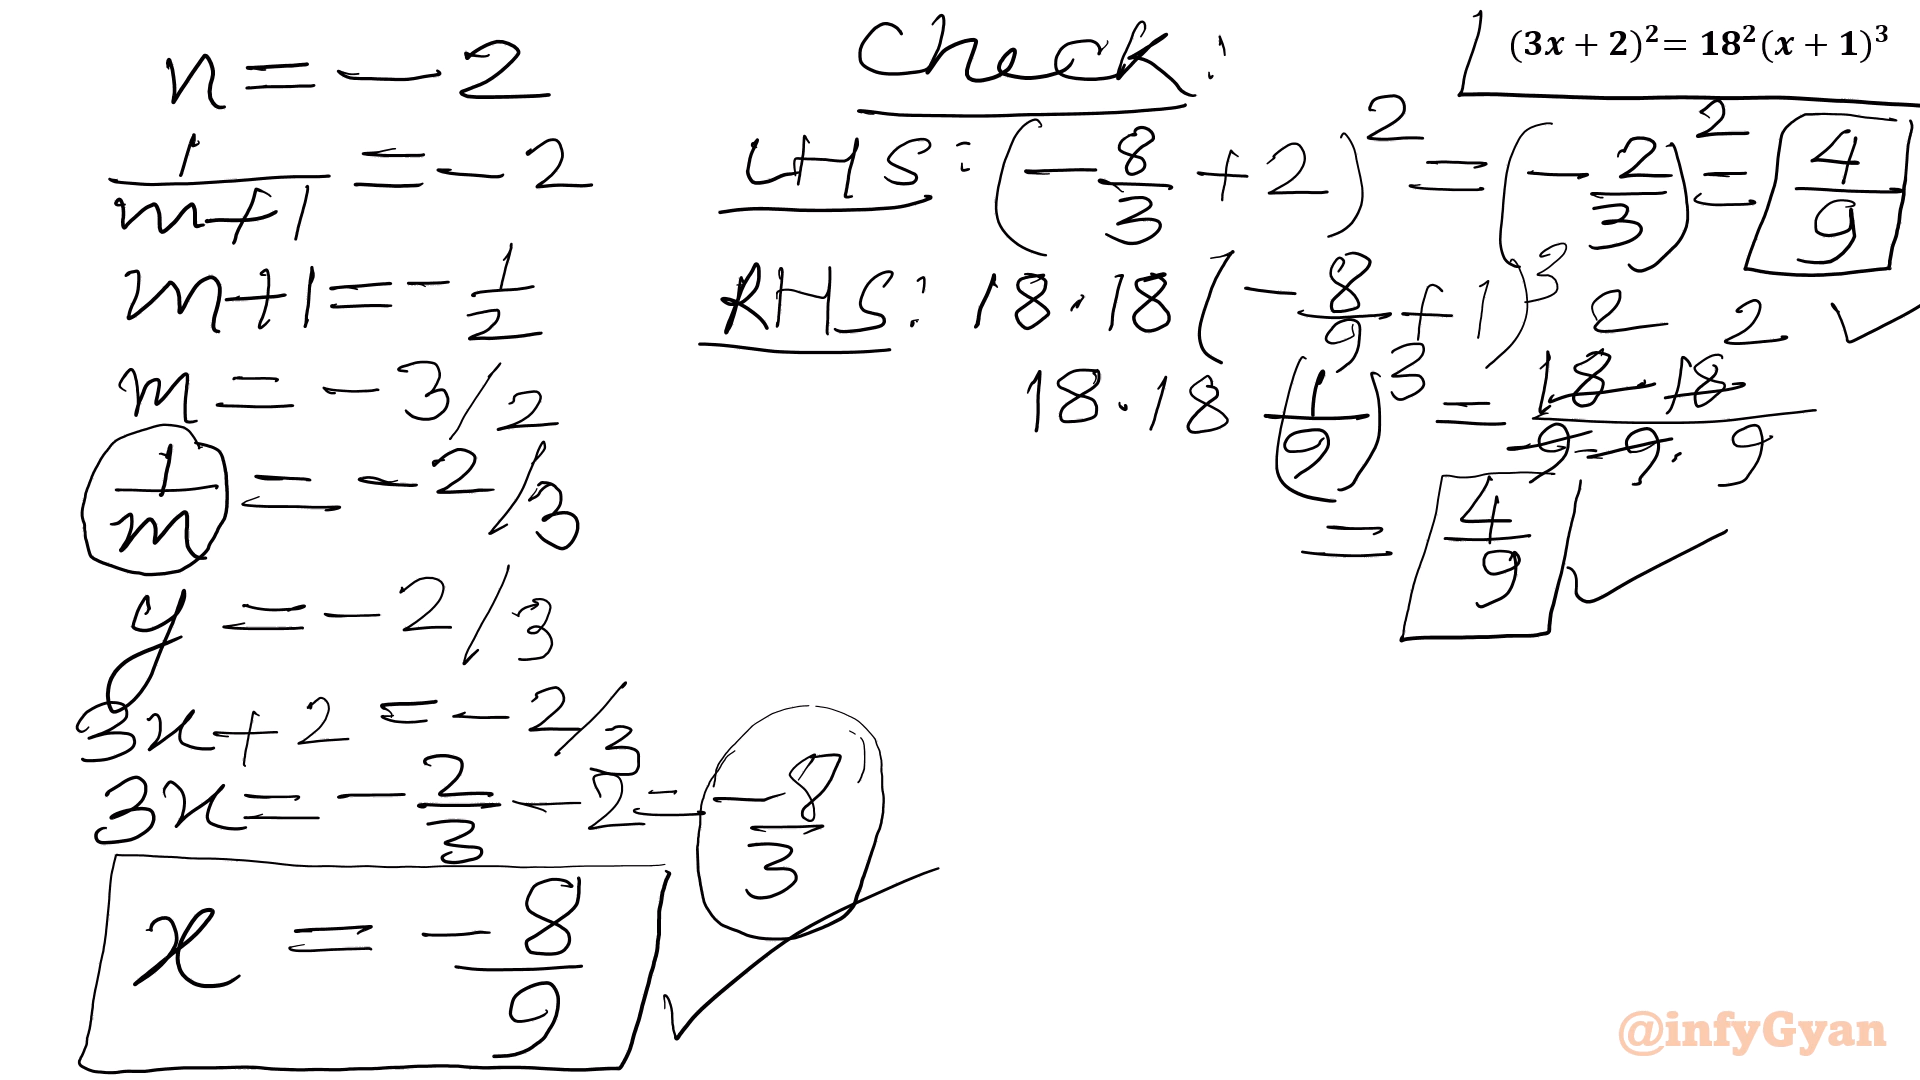 n = -2
1/(m+1) = -2
m+1 = -1/2
m = -3/2
1/m = -2/3
y = -2/3
3x+2 = -2/3
3x = -2/3 - 2 = -8/3
x = -8/9
Check:
(3x + 2)²= 18²(x + 1)³
LHS: (-8/3 + 2)² = (-2/3)² = 4/9
RHS: 18.18 (-8/9 + 1)³
18.18 (1/9)³ = 18.18/9.9.9 2 2
= 4/9
@infyGyan